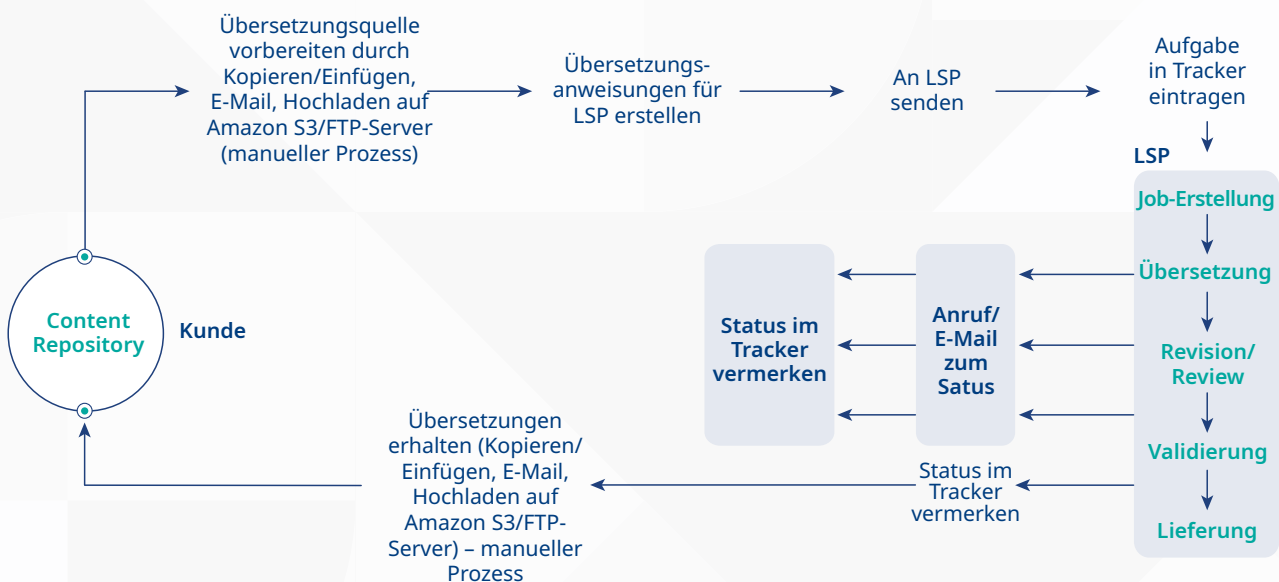 Übersetzungsquelle
vorbereiten durch
Kopieren/Einfügen,
E-Mail, Hochladen auf
Amazon S3/FTP-Server
(manueller Prozess)
Übersetzungs-
anweisungen für
LSP erstellen
An LSP
senden
Aufgabe
in Tracker
eintragen
LSP
Job-Erstellung
Übersetzung
Revision/
Review
Validierung
Lieferung
Anruf/
E-Mail
zum
Satus
Status im
Tracker
vermerken
Status im
Tracker
vermerken
Übersetzungen
erhalten (Kopieren/
Einfügen, E-Mail,
Hochladen auf
Amazon S3/FTP-
Server) – manueller
Prozess
Content
Repository
Kunde